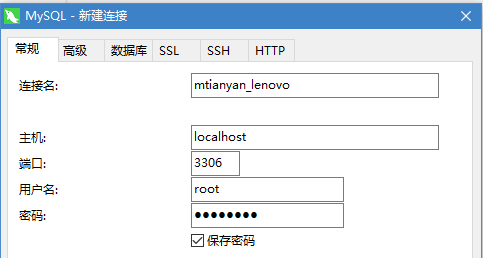 MySQL - 新建连接
常规 高级 数据库 SSL SSH HTTP
连接名: mtianyan_lenovo
主机: localhost
端口: 3306
用户名: root
密码: ●●●●●●●●
保存密码